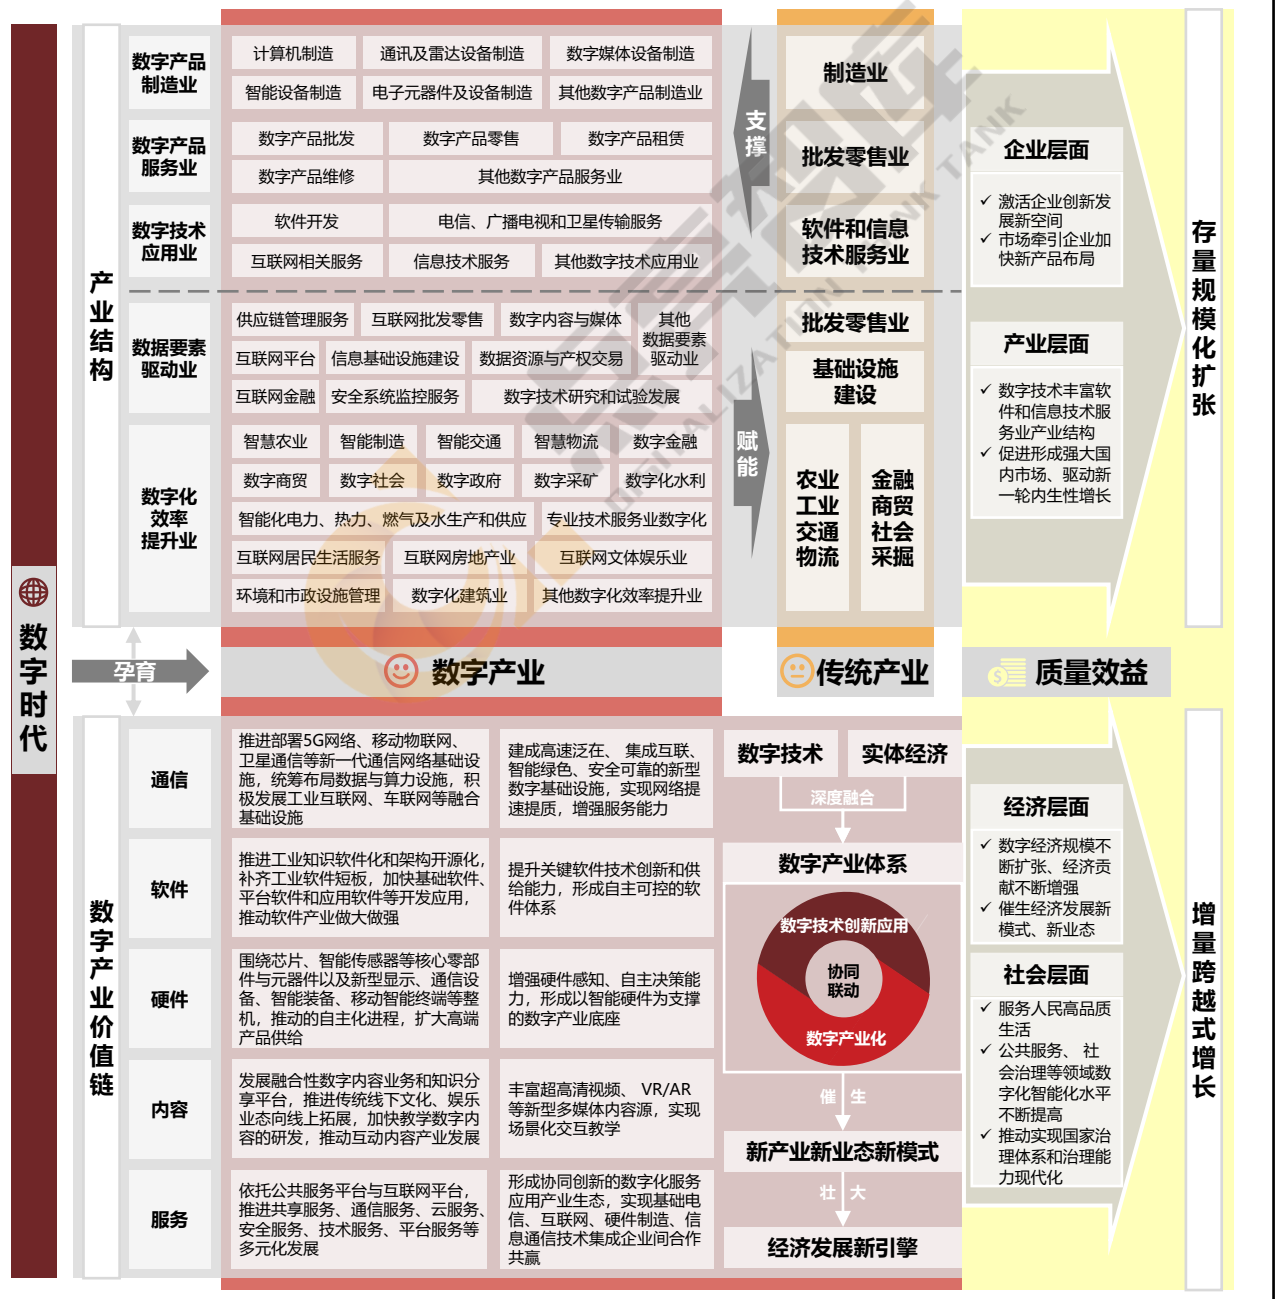 数字时代
产业结构
数字产品
制造业
计算机制造
通讯及雷达设备制造
数字媒体设备制造
智能设备制造
电子元器件及设备制造
其他数字产品制造业
数字产品
服务业
数字产品批发
数字产品零售
数字产品租赁
数字产品维修
其他数字产品服务业
数字技术
应用业
软件开发
电信、广播电视和卫星传输服务
互联网相关服务
信息技术服务
其他数字技术应用业
数据要素
驱动业
供应链管理服务
互联网批发零售
数字内容与媒体
其他
数据要素
驱动业
互联网平台
信息基础设施建设
数据资源与产权交易
互联网金融
安全系统监控服务
数字技术研究和试验发展
数字化
效率
提升业
智慧农业
智能制造
智能交通
智慧物流
数字金融
数字商贸
数字社会
数字政府
数字采矿
数字化水利
智能化电力、热力、燃气及水生产和供应
专业技术服务业数字化
互联网居民生活服务
互联网房地产业
互联网文体娱乐业
环境和市政设施管理
数字化建筑业
其他数字化效率提升业
支撑
赋能
制造业
批发零售业
软件和信息
技术服务业
批发零售业
基础设施
建设
农业
工业
交通
物流
金融
商贸
社会
采掘
企业层面
✓ 激活企业创新发
展新空间
✓ 市场牵引企业加
快新产品布局
产业层面
✓ 数字技术丰富软
件和信息技术服
务业产业结构
✓ 促进形成强大国
内市场、驱动新
一轮内生性增长
存量规模化扩张
孕育
数字产业
传统产业
$
质量效益
数字产业价值链
通信
推进部署5G网络、移动物联网、
卫星通信等新一代通信网络基础设
施，统筹布局数据与算力设施，积
极发展工业互联网、车联网等融合
基础设施
建成高速泛在、 集成互联、
智能绿色、安全可靠的新型
数字基础设施，实现网络提
速提质，增强服务能力
软件
推进工业知识软件化和架构开源化，
补齐工业软件短板，加快基础软件、
平台软件和应用软件等开发应用，
推动软件产业做大做强
提升关键软件技术创新和供
给能力，形成自主可控的软
件体系
硬件
围绕芯片、智能传感器等核心零部
件与元器件以及新型显示、通信设
备、智能装备、移动智能终端等整
机，推动的自主化进程，扩大高端
产品供给
增强硬件感知、自主决策能
力，形成以智能硬件为支撑
的数字产业底座
内容
发展融合性数字内容业务和知识分
享平台，推进传统线下文化、娱乐
业态向线上拓展，加快教学数字内
容的研发，推动互动内容产业发展
丰富超高清视频、 VR/AR
等新型多媒体内容源，实现
场景化交互教学
服务
依托公共服务平台与互联网平台，
推进共享服务、通信服务、云服务、
安全服务、技术服务、平台服务等
多元化发展
形成协同创新的数字化服务
应用产业生态，实现基础电
信、互联网、硬件制造、信
息通信技术集成企业间合作
共赢
数字技术
实体经济
深度融合
数字产业体系
数字技术创新应用
协同
联动
数字产业化
催 生
新产业新业态新模式
壮 大
经济发展新引擎
经济层面
✓ 数字经济规模不
断扩张、经济贡
献不断增强
✓ 催生经济发展新
模式、新业态
社会层面
✓ 服务人民高品质
生活
✓ 公共服务、 社
会治理等领域数
字化智能化水平
不断提高
✓ 推动实现国家治
理体系和治理能
力现代化
增量跨越式增长
点亮智库
DIGITALIZATION THINK TANK